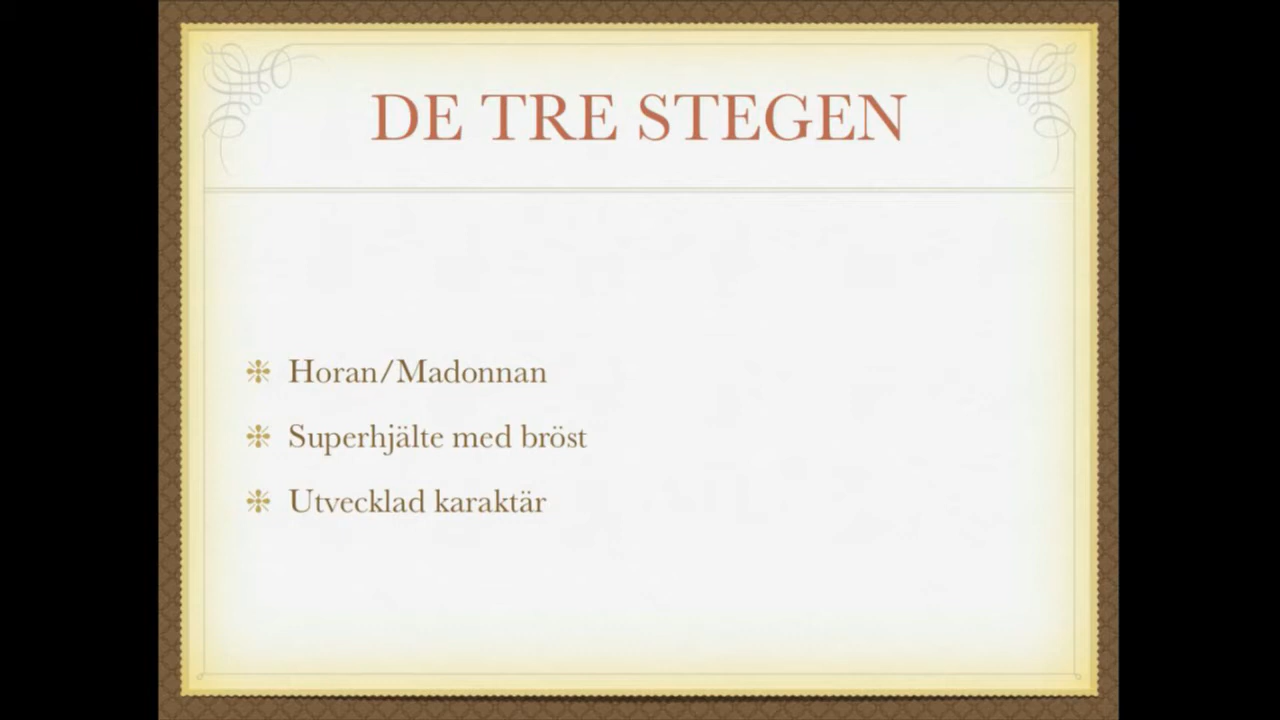 DE TRE STEGEN
Horan/Madonnan
Superhjälte med bröst
Utvecklad karaktär